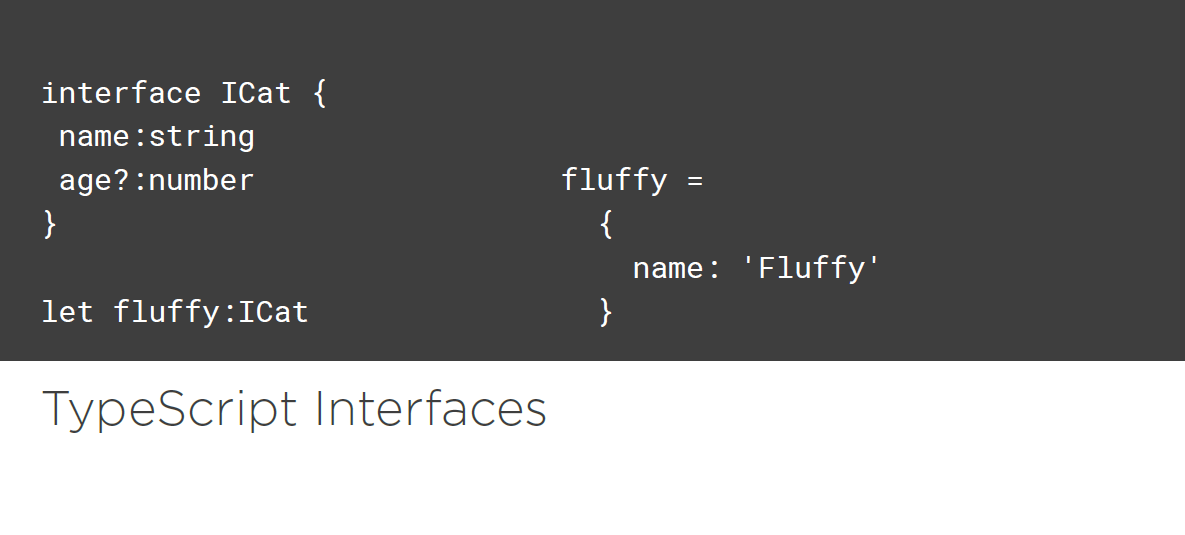 interface ICat {
name:string
age?:number
}
let fluffy:ICat
fluffy =
{
name: 'Fluffy'
}
TypeScript Interfaces